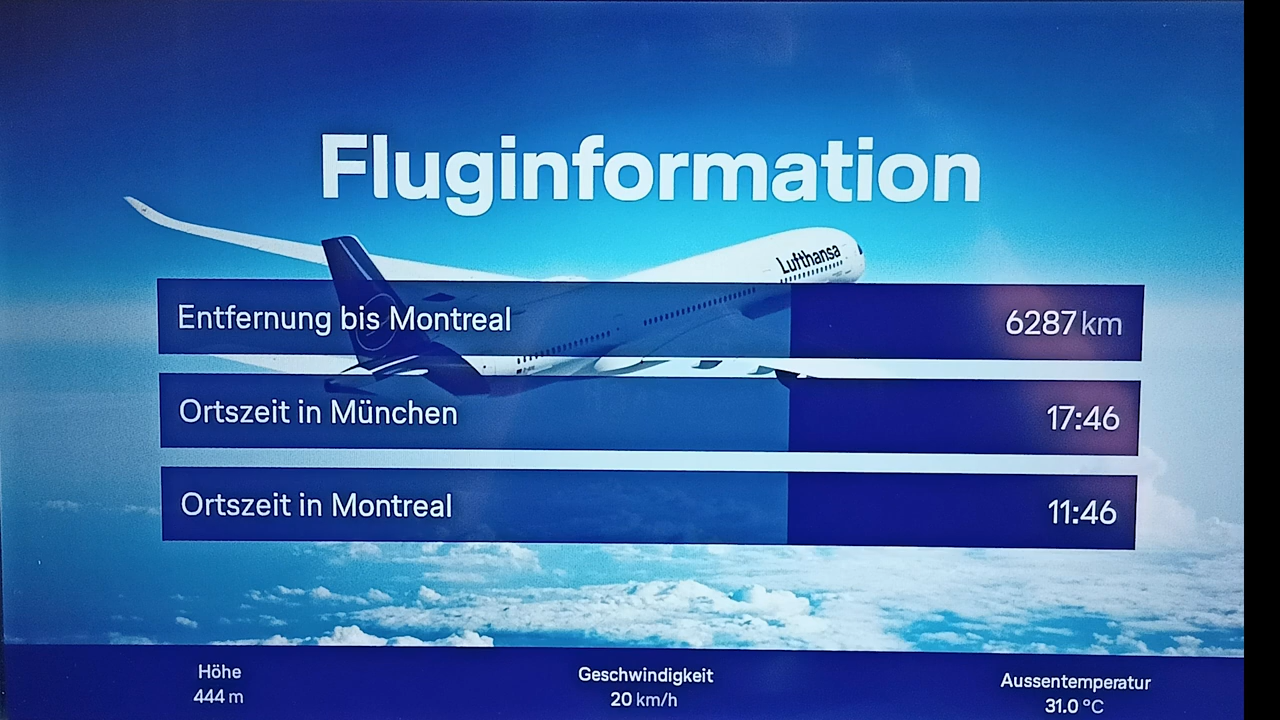 Fluginformation
Lufthansa
Entfernung bis Montreal 6287 km
Ortszeit in München 17:46
Ortszeit in Montreal 11:46
Höhe Geschwindigkeit Aussentemperatur
444 m 20 km/h 31.0 °C